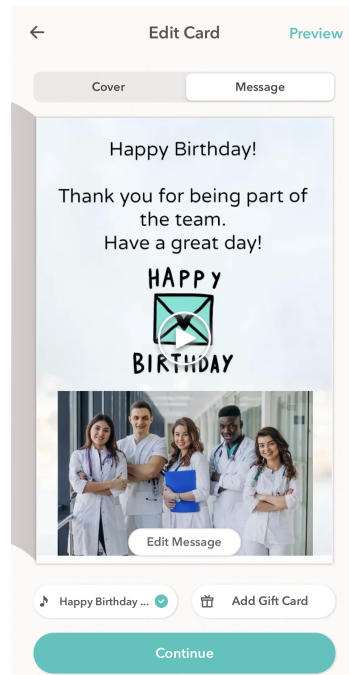 Edit Card
Preview
Cover
Message
Happy Birthday!
Thank you for being part of
the team.
Have a great day!
HAPPY
BIRTHDAY
Edit Message
Happy Birthday ...
Add Gift Card
Continue